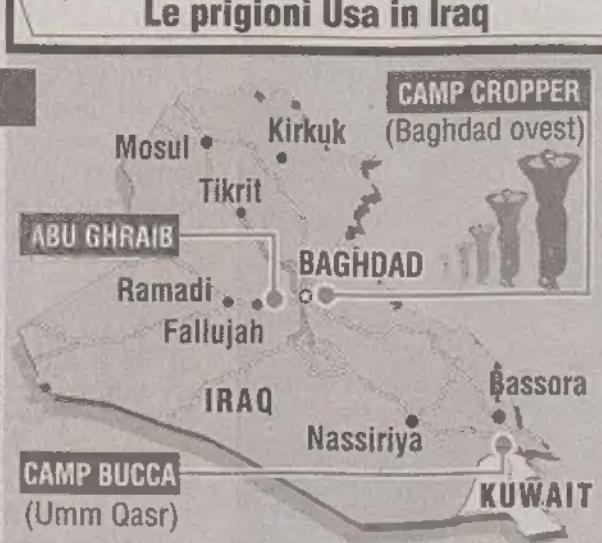 Le prigioni Usa in Iraq
CAMP CROPPER
(Baghdad ovest)
Mosul
Kirkuk
Tikrit
ABU GHRAIB
BAGHDAD
Ramadi
Fallujah
IRAQ
Bassora
Nassiriya
CAMP BUCCA
(Umm Qasr)
KUWAIT